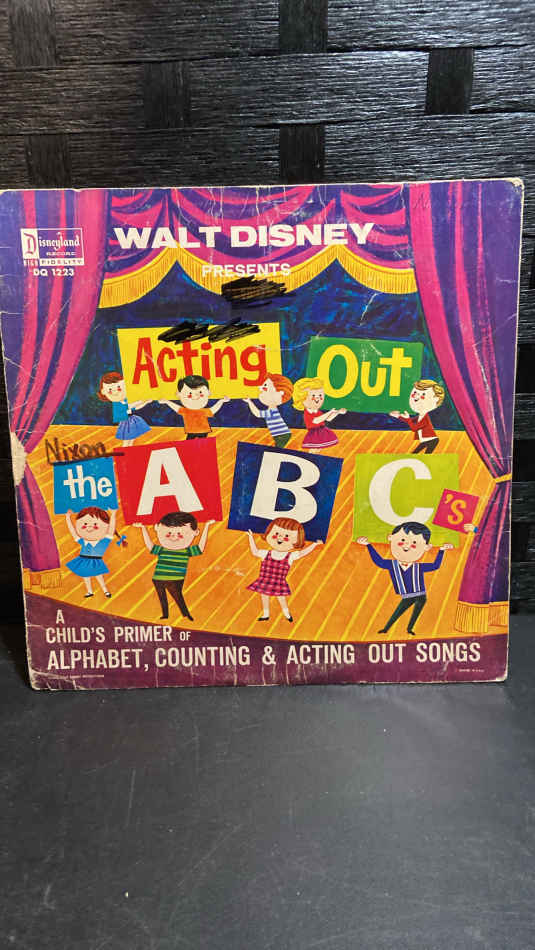 Disneyland
RECORD
HIGH FIDELITY
DQ 1223
WALT DISNEY
PRESENTS
Acting Out
Nixon
the A B C's
A
CHILD'S PRIMER OF
ALPHABET, COUNTING & ACTING OUT SONGS